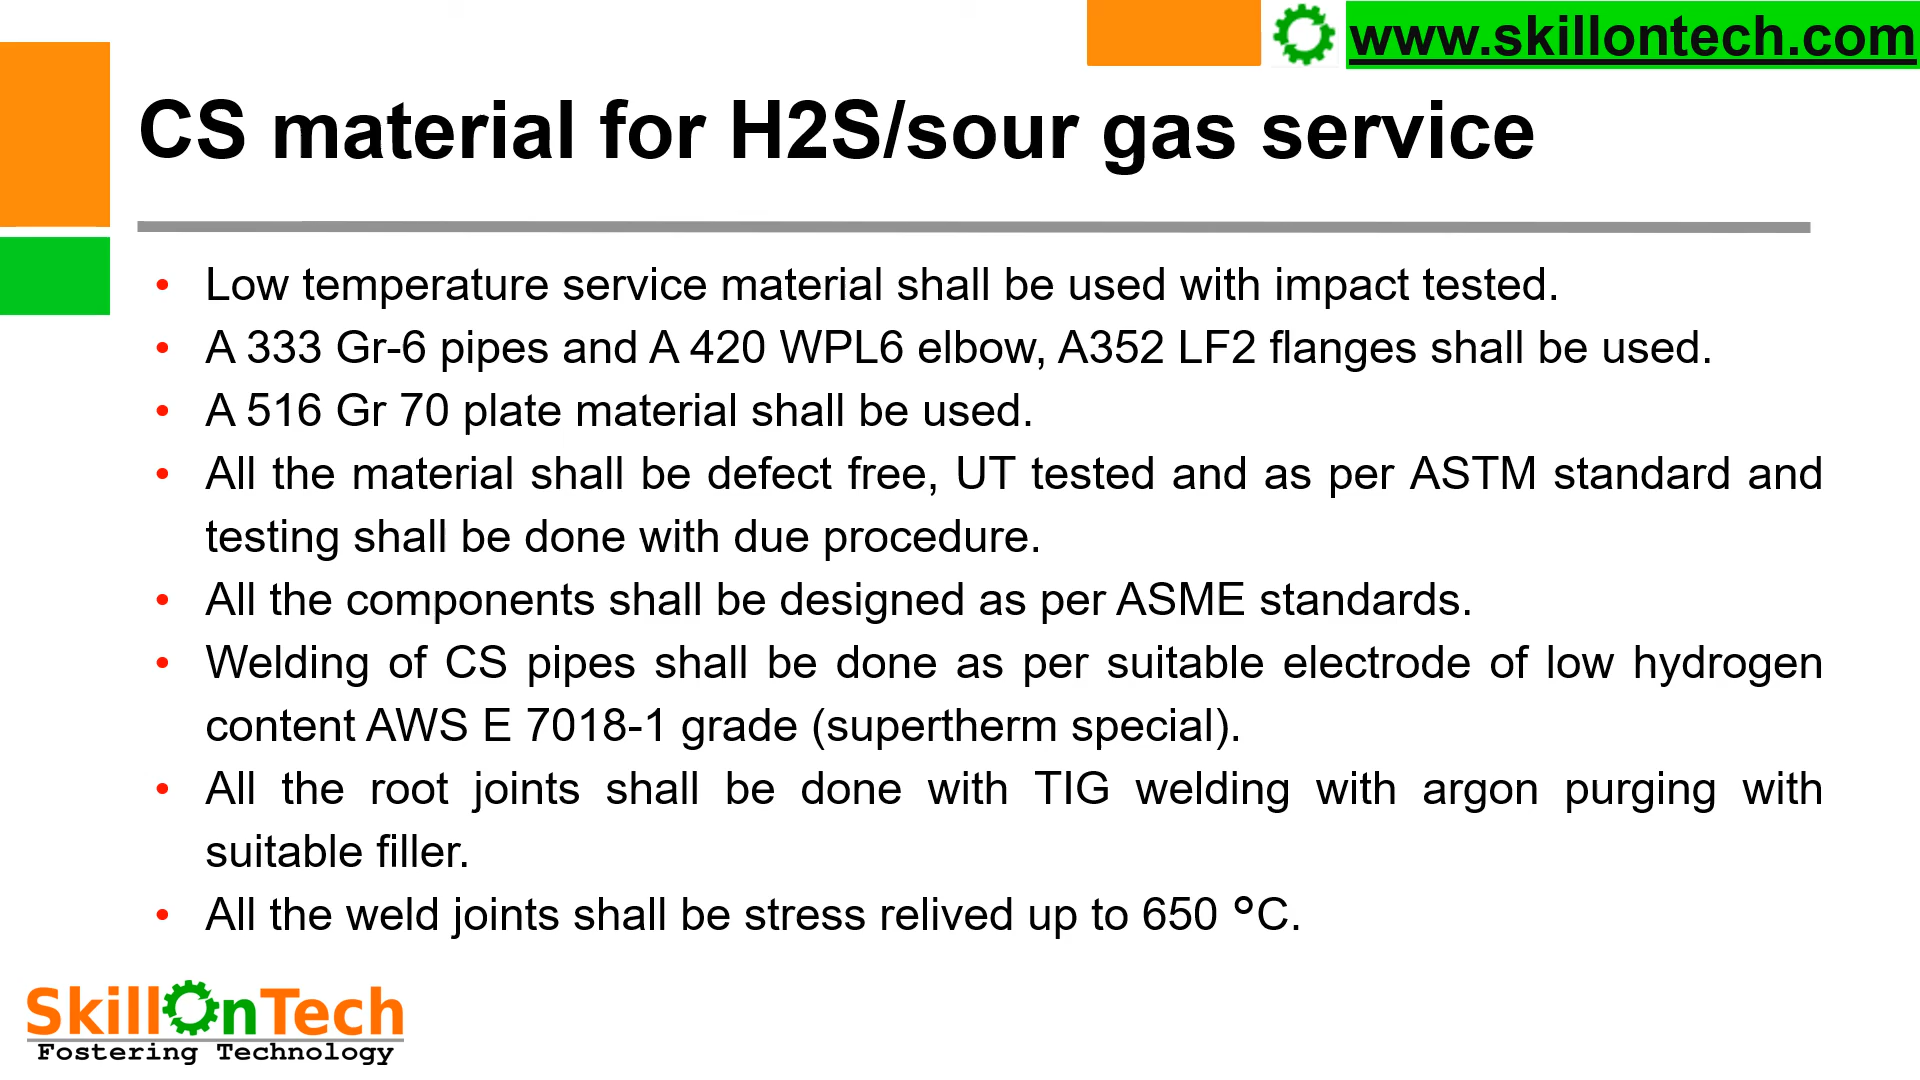 www.skillontech.com
CS material for H2S/sour gas service
• Low temperature service material shall be used with impact tested.
• A 333 Gr-6 pipes and A 420 WPL6 elbow, A352 LF2 flanges shall be used.
• A 516 Gr 70 plate material shall be used.
• All the material shall be defect free, UT tested and as per ASTM standard and
testing shall be done with due procedure.
• All the components shall be designed as per ASME standards.
• Welding of CS pipes shall be done as per suitable electrode of low hydrogen
content AWS E 7018-1 grade (supertherm special).
• All the root joints shall be done with TIG welding with argon purging with
suitable filler.
• All the weld joints shall be stress relived up to 650 °C.
SkillOnTech
Fostering Technology